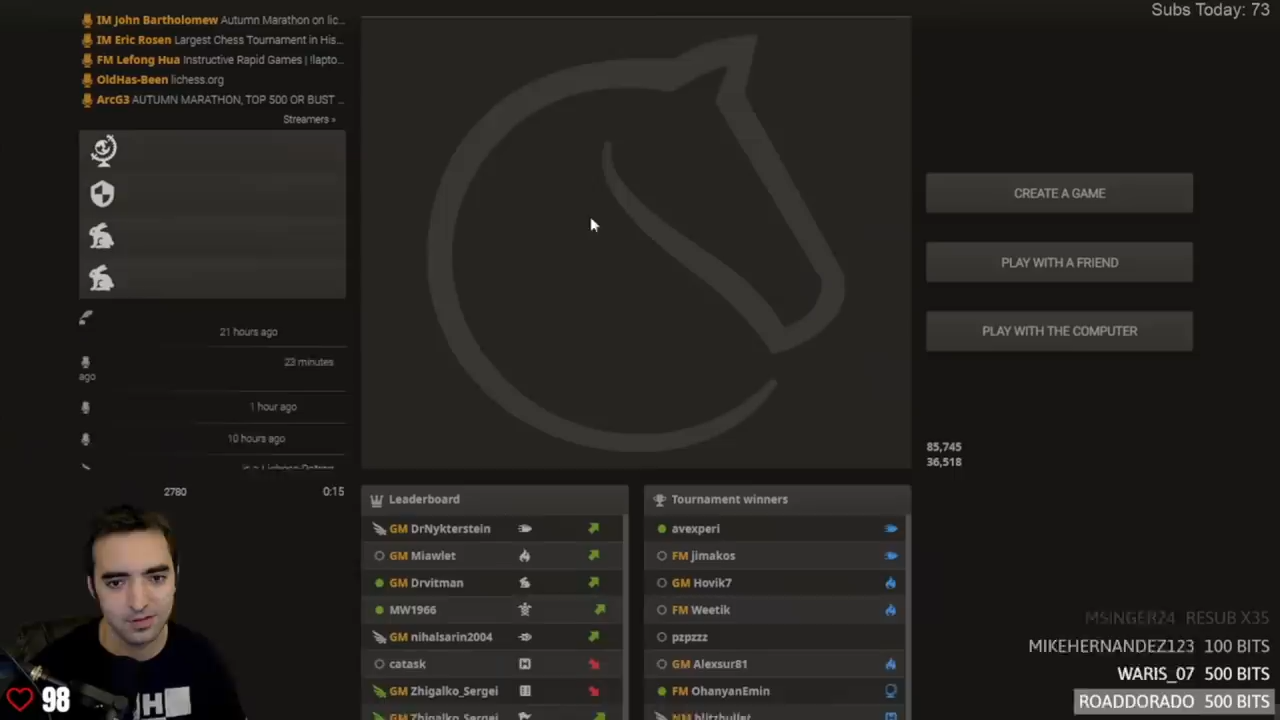 Subs Today: 73
IM John Bartholomew Autumn Marathon on lic...
IM Eric Rosen Largest Chess Tournament in His...
FM Lefong Hua Instructive Rapid Games | !lapto...
OldHas-Been lichess.org
ArcG3 AUTUMN MARATHON, TOP 500 OR BUST ...
Streamers »
21 hours ago
23 minutes
ago
1 hour ago
10 hours ago
2780 0:15
CREATE A GAME
PLAY WITH A FRIEND
PLAY WITH THE COMPUTER
85,745
36,518
Leaderboard
GM DrNykterstein
GM Miawlet
GM Drvitman
MW1966
GM nihalsarin2004
catask
GM Zhigalko_Sergei
GM Zhigalko_Sergei
Tournament winners
avexperi
FM jimakos
GM Hovik7
FM Weetik
pzpzzz
GM Alexsur81
FM OhanyanEmin
NM blitzbullet
98
H
MSINGER24 RESUB X35
MIKEHERNANDEZ123 100 BITS
WARIS_07 500 BITS
ROADDORADO 500 BITS